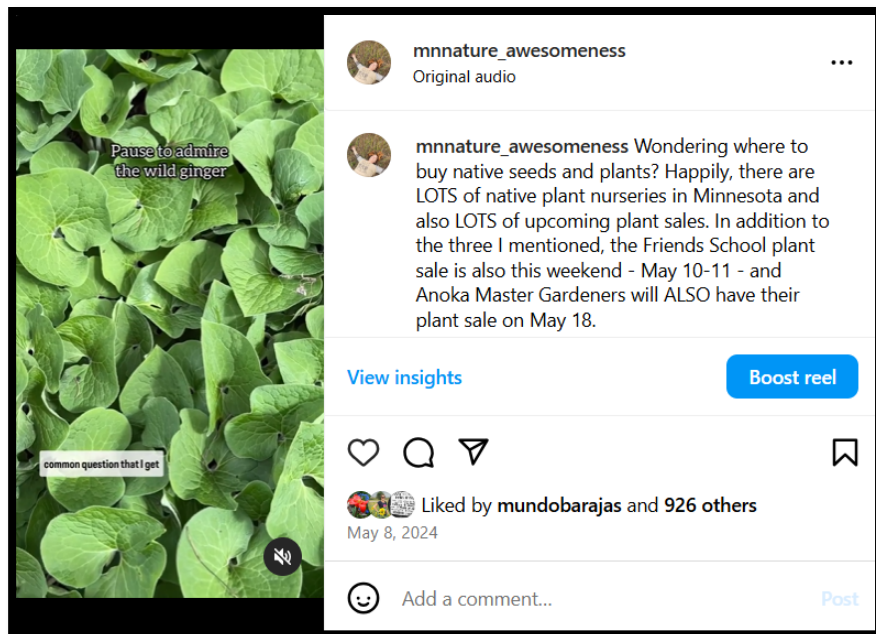 Pause to admire
the wild ginger
common question that I get
mnnature_awesomeness
Original audio
mnnature_awesomeness Wondering where to
buy native seeds and plants? Happily, there are
LOTS of native plant nurseries in Minnesota and
also LOTS of upcoming plant sales. In addition to
the three I mentioned, the Friends School plant
sale is also this weekend - May 10-11 - and
Anoka Master Gardeners will ALSO have their
plant sale on May 18.
View insights
Boost reel
Liked by mundobarajas and 926 others
May 8, 2024
Add a comment...
Post